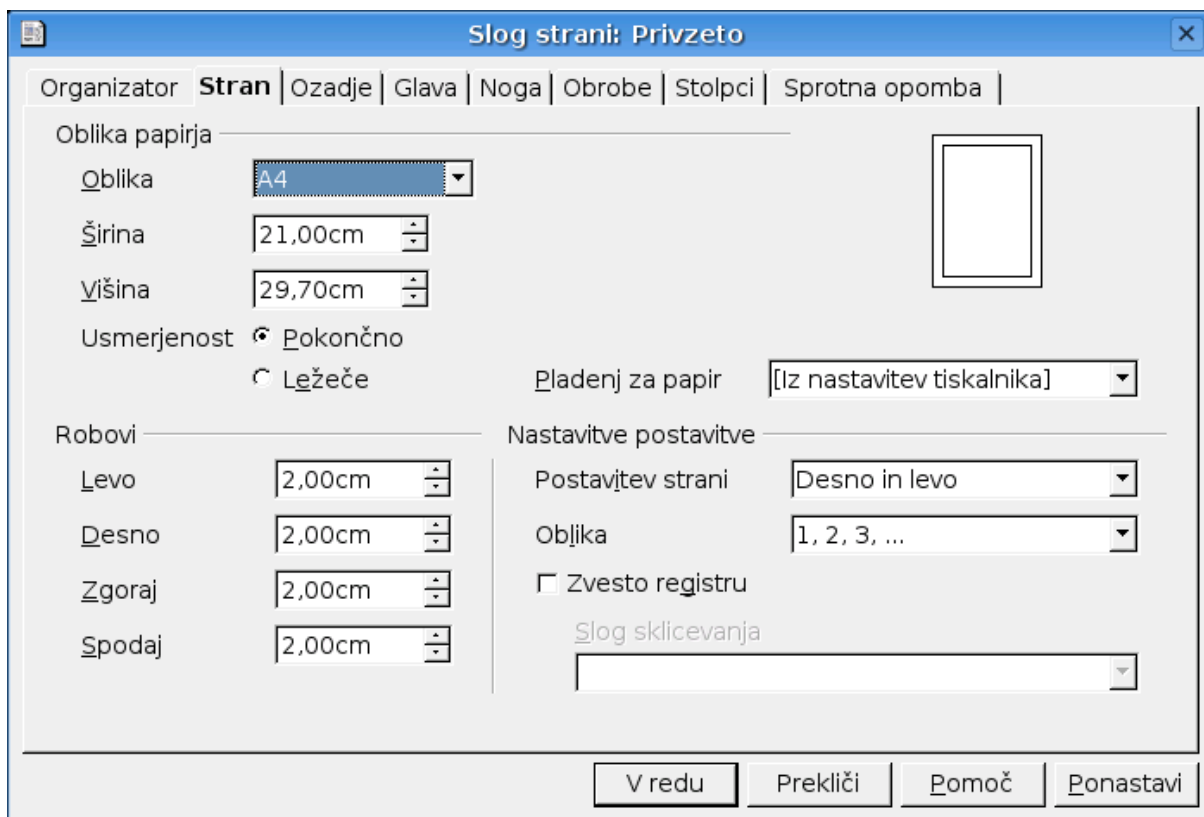 Slog strani: Privzeto
Organizator Stran Ozadje Glava Noga Obrobe Stolpci Sprotna opomba
Oblika papirja
Oblika A4
Širina 21,00cm
Višina 29,70cm
Usmerjenost Pokončno
Ležeče Pladenj za papir [Iz nastavitev tiskalnika]
Robovi Nastavitve postavitve
Levo 2,00cm Postavitev strani Desno in levo
Desno 2,00cm Oblika 1, 2, 3, ...
Zgoraj 2,00cm Zvesto registru
Slog sklicevanja
Spodaj 2,00cm
V redu Prekliči Pomoč Ponastavi